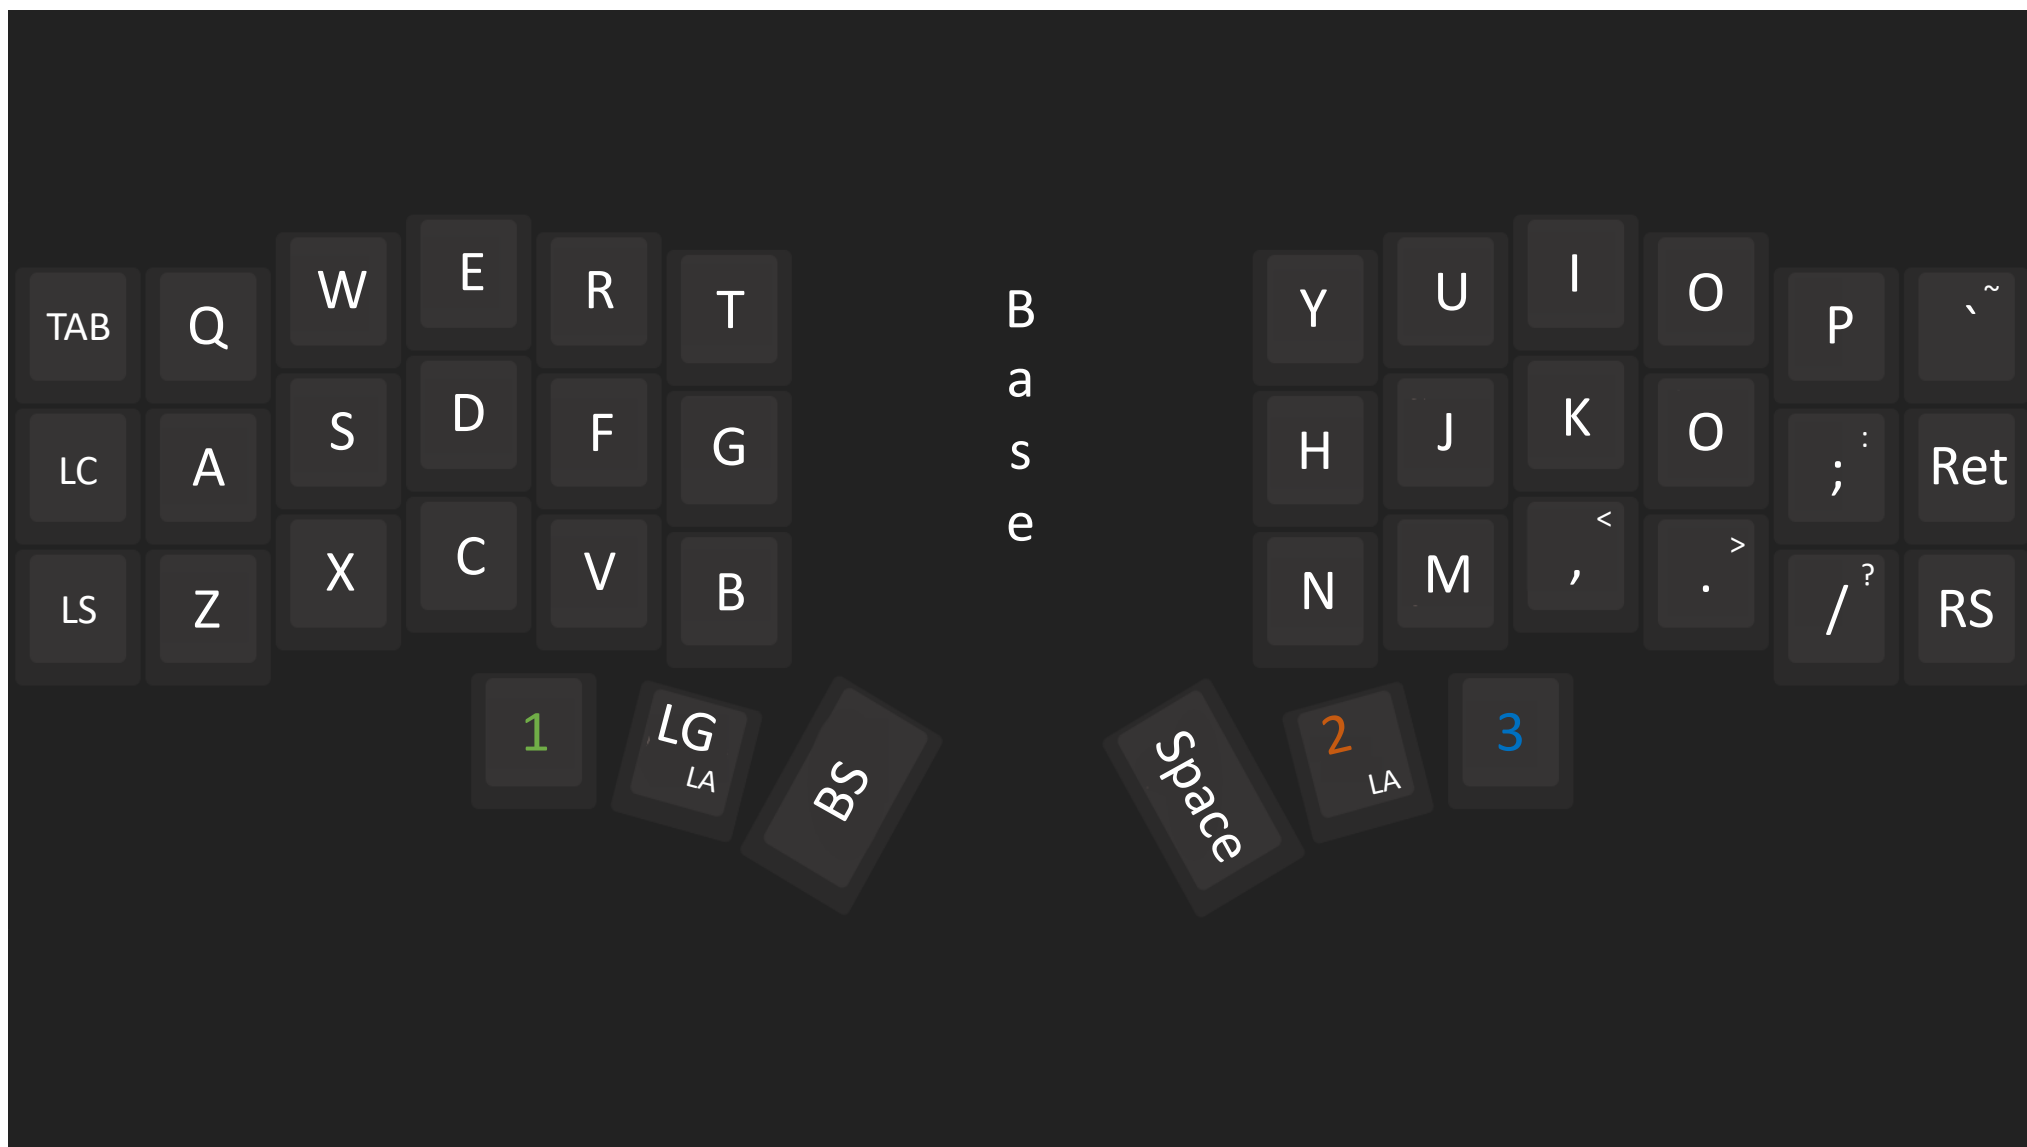 TAB Q W E R T Y U I O P ` ~
LC A S D F G H J K O ; : Ret
LS Z X C V B N M , < . > / ? RS
1 LG LA BS Space 2 LA 3
B
a
s
e